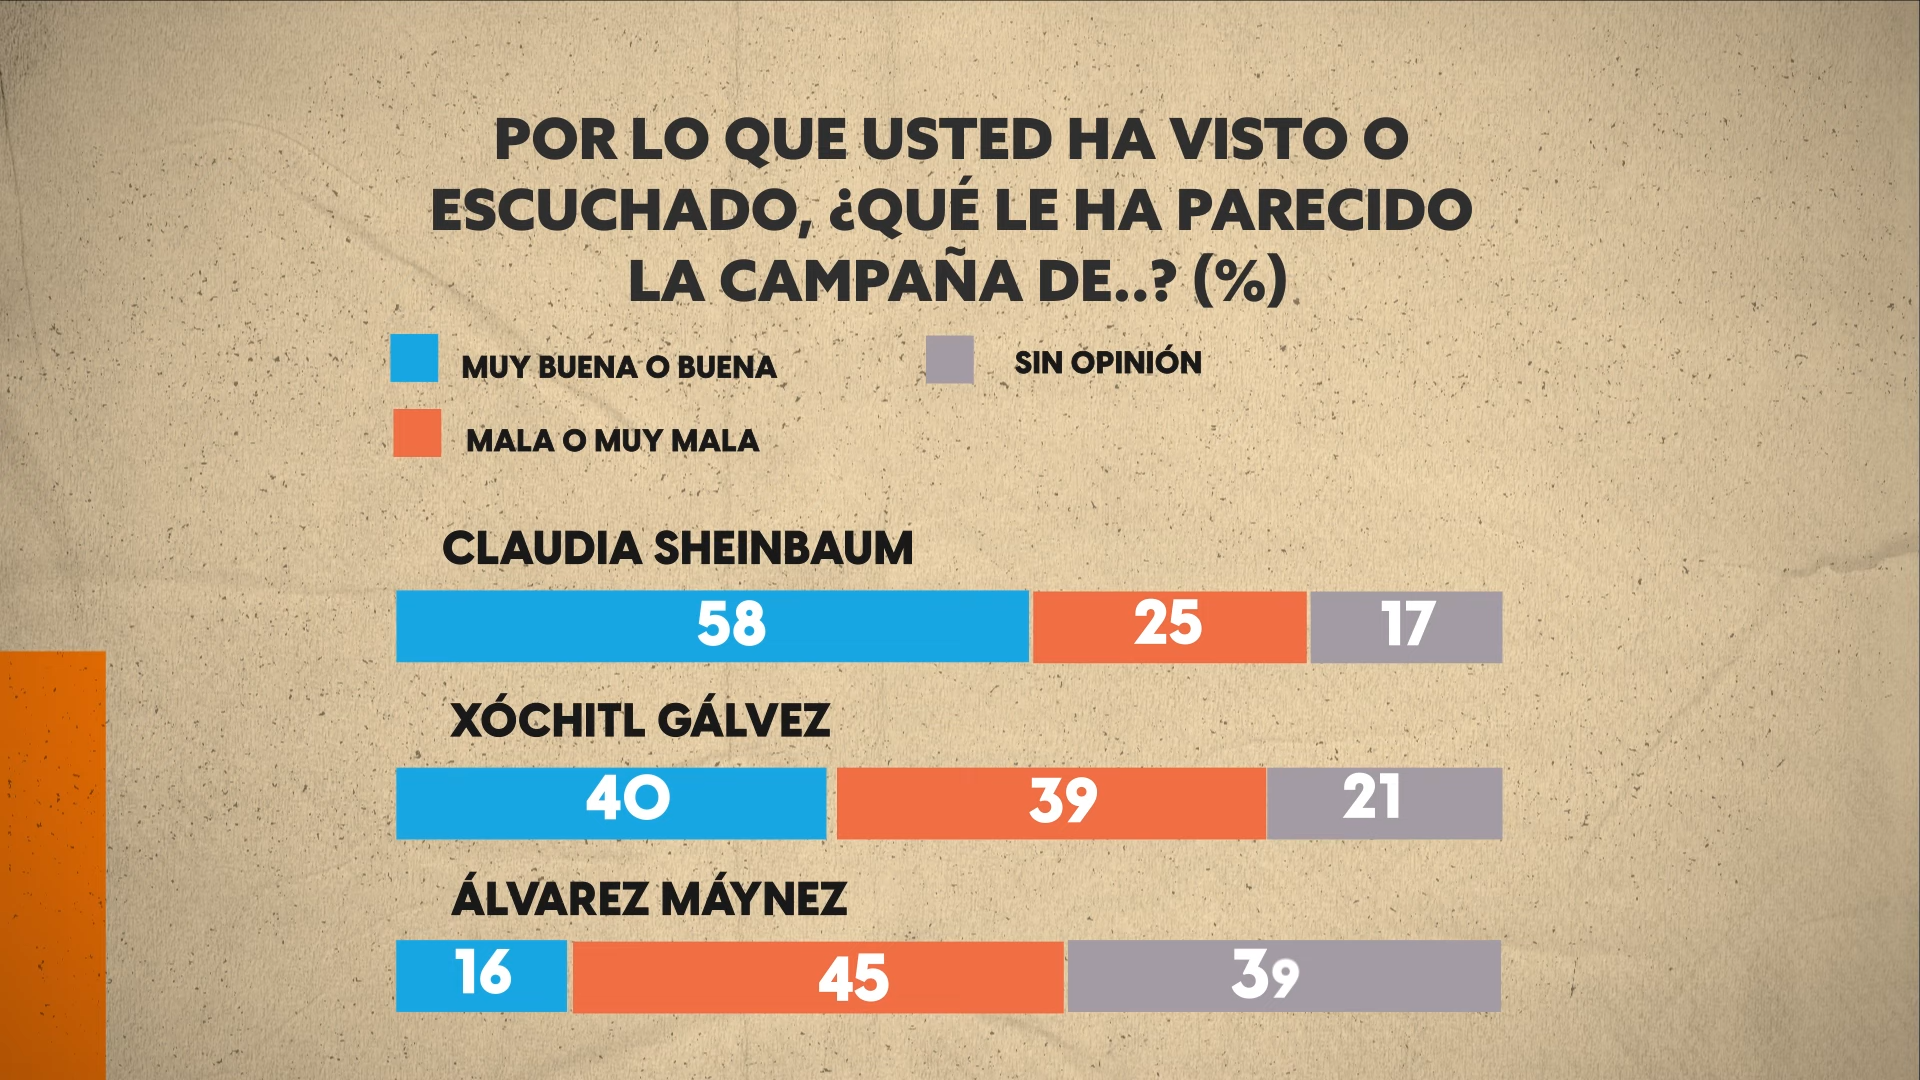 POR LO QUE USTED HA VISTO O
ESCUCHADO, ¿QUÉ LE HA PARECIDO
LA CAMPAÑA DE..? (%)
MUY BUENA O BUENA
SIN OPINIÓN
MALA O MUY MALA
CLAUDIA SHEINBAUM
58 25 17
XÓCHITL GÁLVEZ
40 39 21
ÁLVAREZ MÁYNEZ
16 45 39